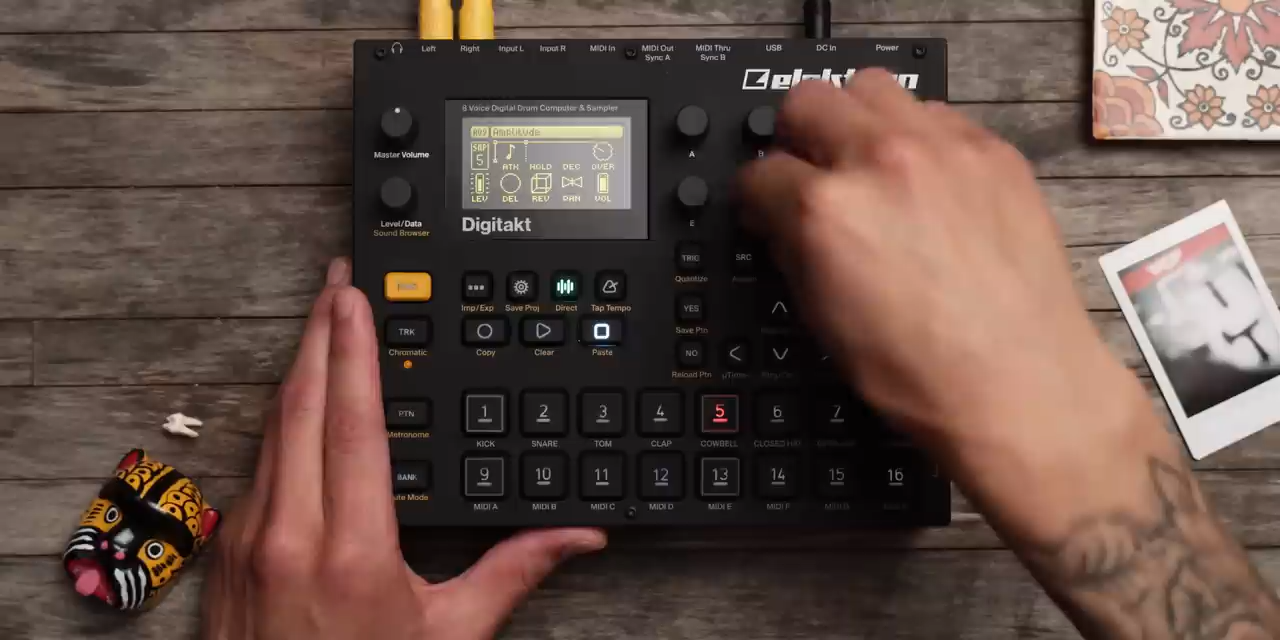 Left Right Input L Input R MIDI In MIDI Out MIDI Thru USB DC In Power
Sync A Sync B
8 Voice Digital Drum Computer & Sampler
Amplitude
5
ATK HOLD DEC OVER
LEV DEL REV PAN VOL
Digitakt
Master Volume
Level/Data
Sound Browser
A B
E
TRIG SRC
Quantize
Imp/Exp Save Proj Direct Tap Tempo
YES
Save Ptn
TRK
Chromatic
Copy Clear Paste
NO
Reload Ptn
PTN
Metronome
1 2 3 4 5 6 7
KICK SNARE TOM CLAP COWBELL CLOSED HAT
BANK
9 10 11 12 13 14 15 16
MIDI A MIDI B MIDI C MIDI D MIDI E MIDI F